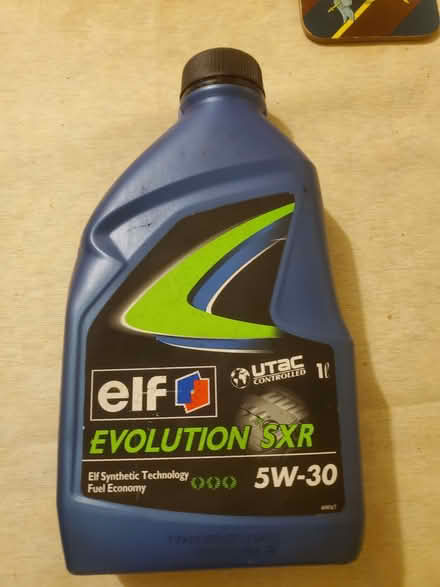 UTAC
CONTROLLED
1ℓ
elf
EVOLUTION SXR
Elf Synthetic Technology
Fuel Economy
5W-30